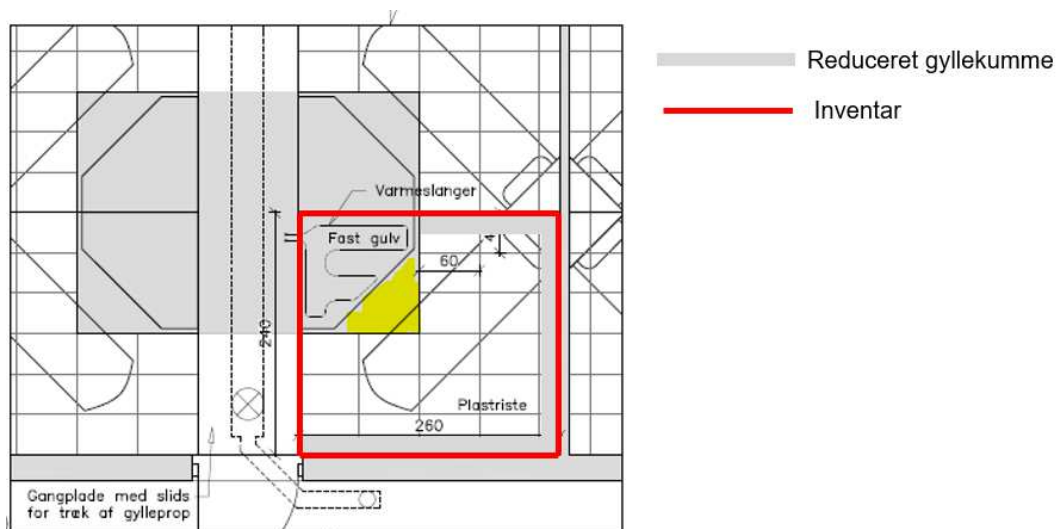 Reduceret gyllekumme
Inventar
Varmeslanger
Fast gulv
4
60
240
Plastriste
260
Gangplade med slids
for træk af gylleprop